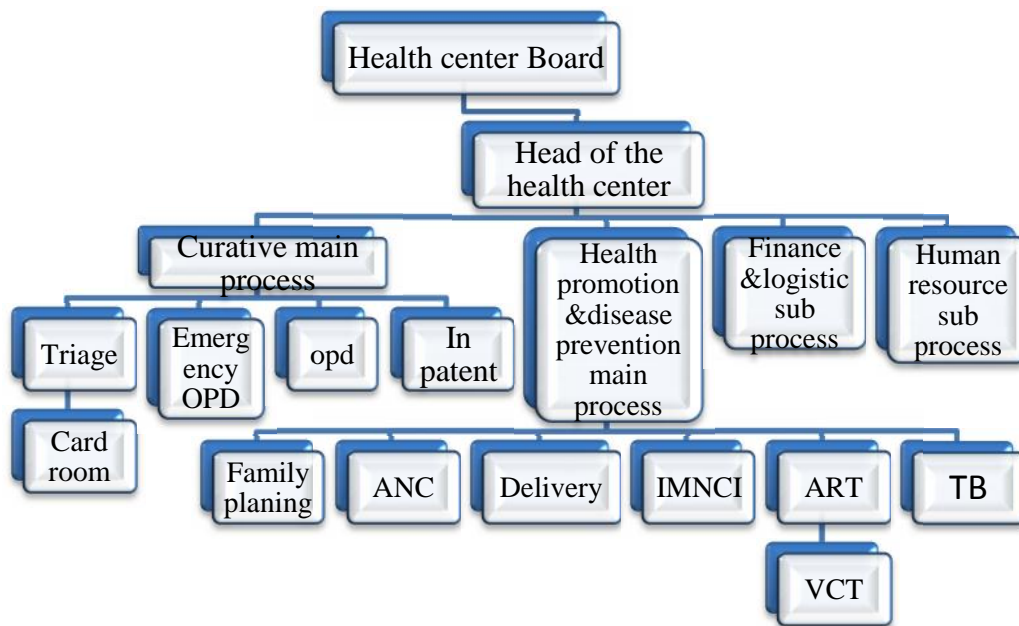 Health center Board
Head of the
health center
Curative main
process
Health
promotion
&disease
prevention
main
process
Finance
&logistic
sub
process
Human
resource
sub
process
Triage
Emerg
ency
OPD
opd
In
patent
Card
room
Family
planing
ANC
Delivery
IMNCI
ART
TB
VCT